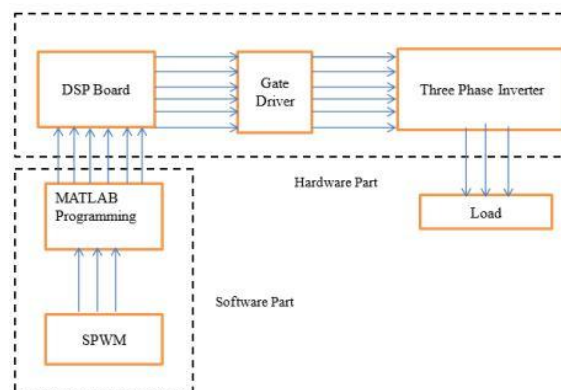 DSP Board
Gate
Driver
Three Phase Inverter
Hardware Part
MATLAB
Programming
Load
Software Part
SPWM